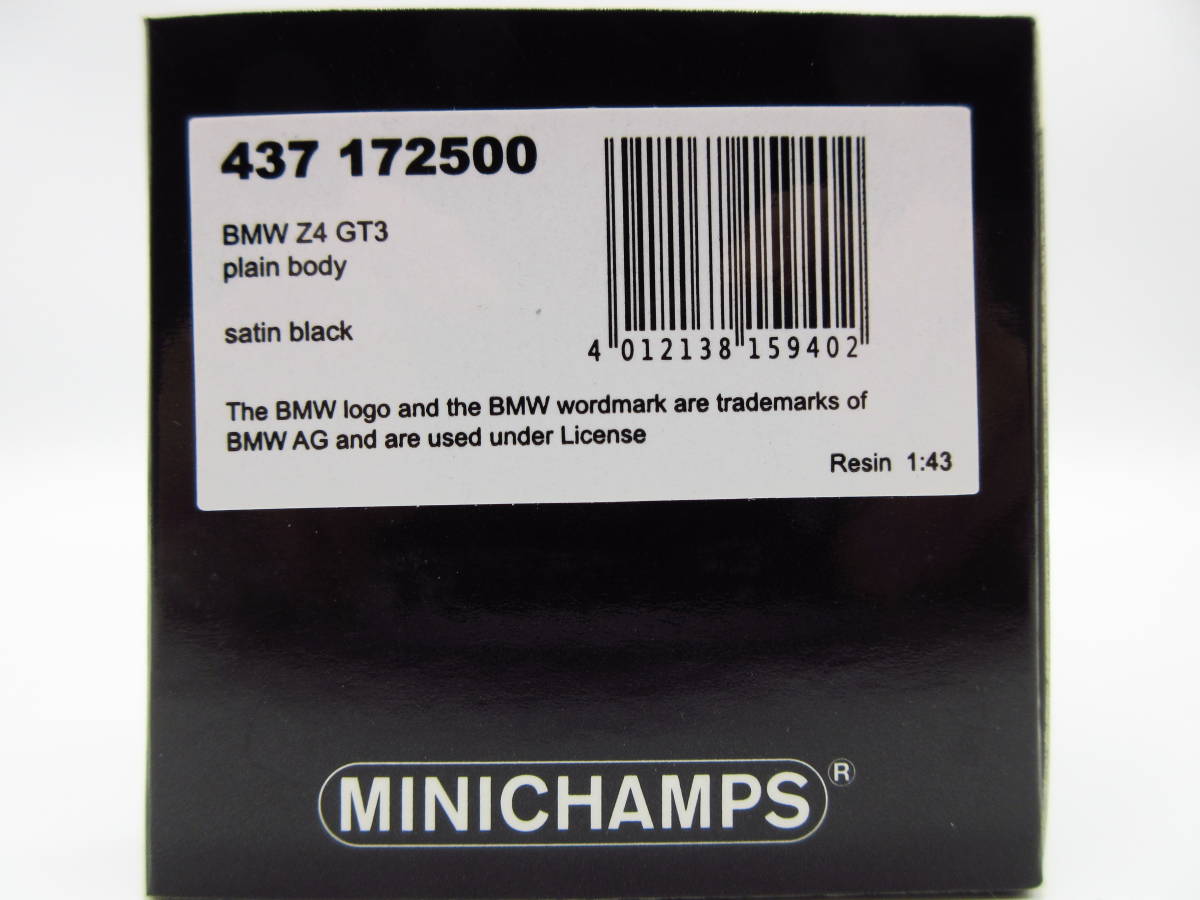 437 172500
BMW Z4 GT3
plain body
satin black
4 012138 159402
The BMW logo and the BMW wordmark are trademarks of
BMW AG and are used under License
Resin 1:43
MINICHAMPS®